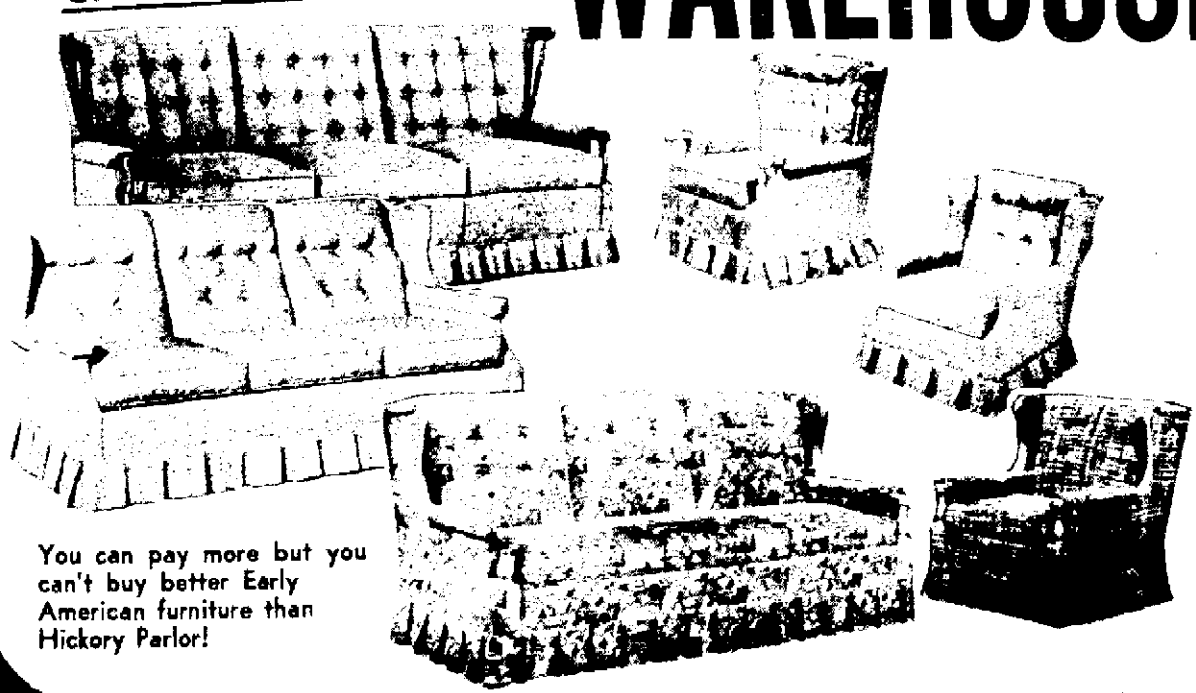 WAREHOUSE
You can pay more but you
can't buy better Early
American furniture than
Hickory Parlor!